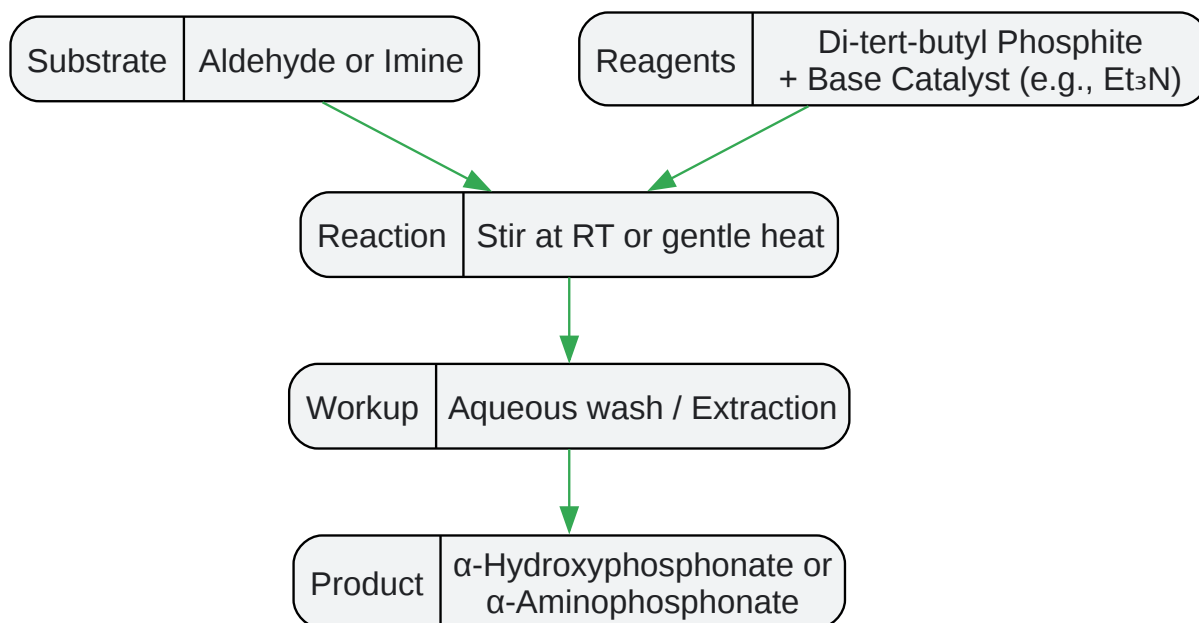 Substrate
Aldehyde or Imine
Reagents
Di-tert-butyl Phosphite
+ Base Catalyst (e.g., Et₃N)
Reaction
Stir at RT or gentle heat
Workup
Aqueous wash / Extraction
Product
α-Hydroxyphosphonate or
α-Aminophosphonate